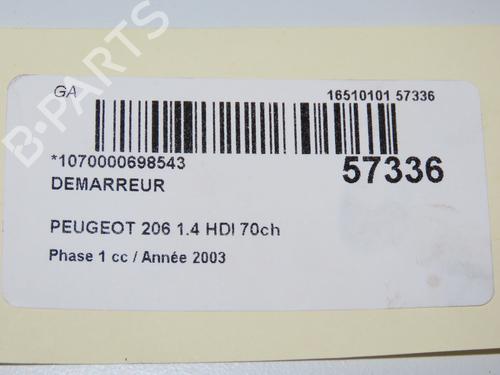 GA
16510101 57336
*1070000698543
57336
DEMARREUR
PEUGEOT 206 1.4 HDI 70ch
Phase 1 cc / Année 2003
B-PARTS